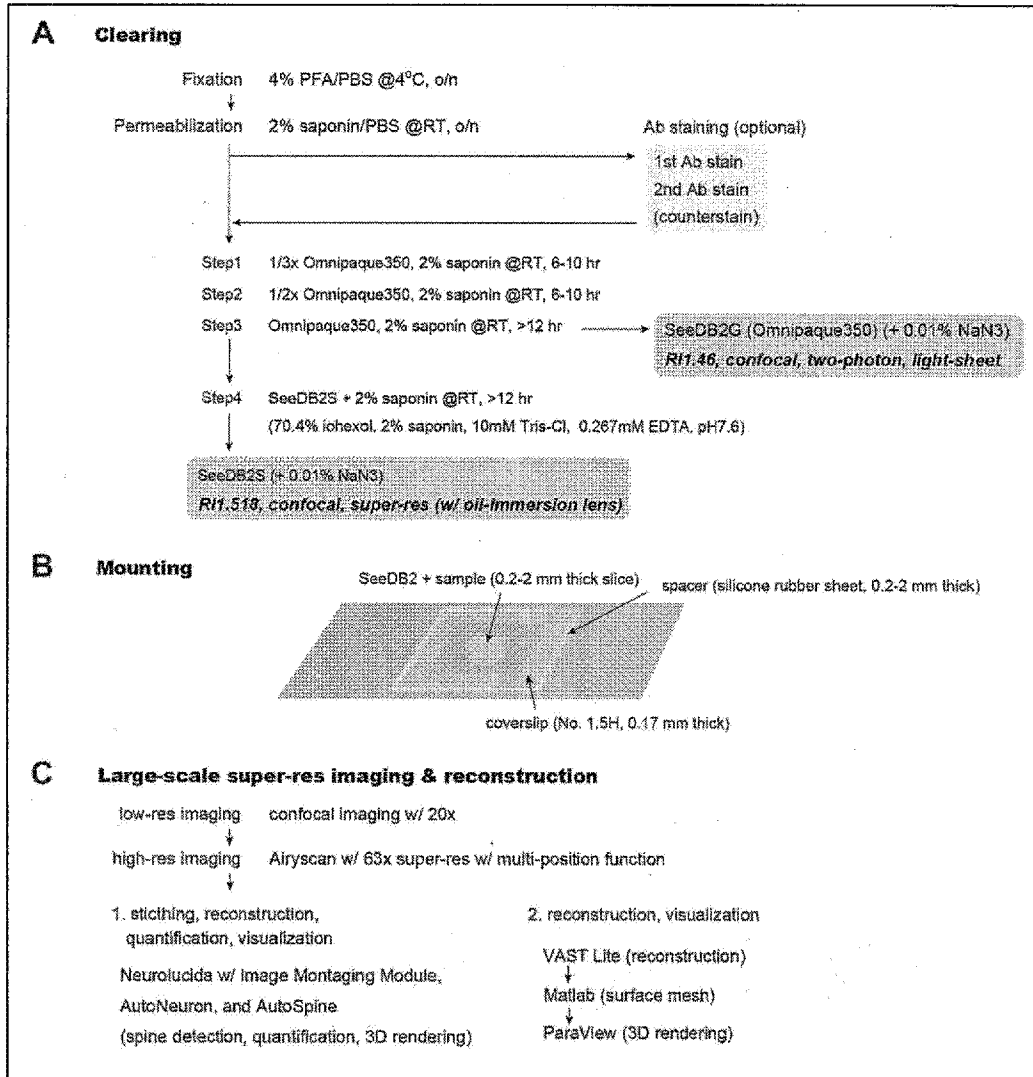 A Clearing
Fixation 4% PFA/PBS @4°C, o/n
Permeabilization 2% saponin/PBS @RT, o/n
Ab staining (optional)
1st Ab stain
2nd Ab stain
(counterstain)
Step1 1/3x Omnipaque350, 2% saponin @RT, 6-10 hr
Step2 1/2x Omnipaque350, 2% saponin @RT, 6-10 hr
Step3 Omnipaque350, 2% saponin @RT, >12 hr
SeeDB2G (Omnipaque350) (+ 0.01% NaN3)
RI1.46, confocal, two-photon, light-sheet
Step4 SeeDB2S + 2% saponin @RT, >12 hr
(70.4% iohexol, 2% saponin, 10mM Tris-Cl, 0.267mM EDTA, pH7.6)
SeeDB2S (+ 0.01% NaN3)
RI1.518, confocal, super-res (w/ oil-immersion lens)
B Mounting
SeeDB2 + sample (0.2-2 mm thick slice)
spacer (silicone rubber sheet, 0.2-2 mm thick)
coverslip (No. 1.5H, 0.17 mm thick)
C Large-scale super-res imaging & reconstruction
low-res imaging confocal imaging w/ 20x
high-res imaging Airyscan w/ 63x super-res w/ multi-position function
1. sticthing, reconstruction,
quantification, visualization
Neurolucida w/ Image Montaging Module,
AutoNeuron, and AutoSpine
(spine detection, quantification, 3D rendering)
2. reconstruction, visualization
VAST Lite (reconstruction)
Matlab (surface mesh)
ParaView (3D rendering)